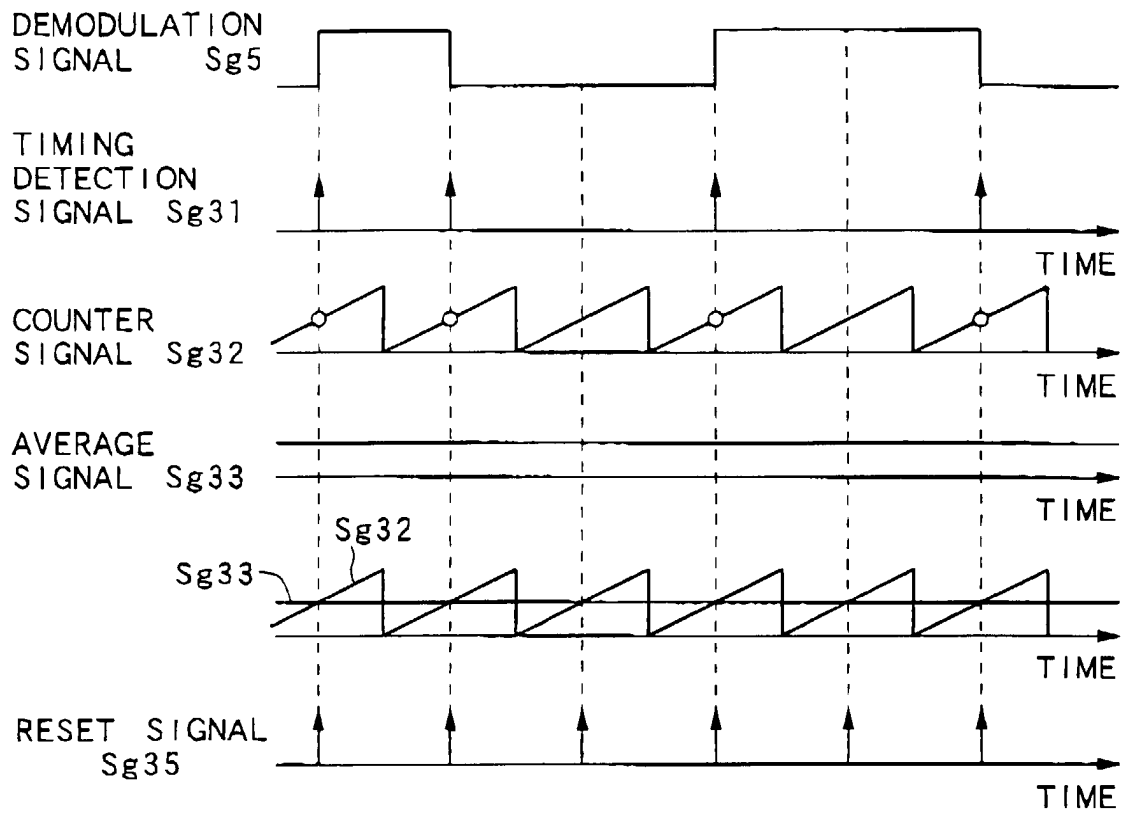 DEMODULATION
SIGNAL Sg5
TIMING
DETECTION
SIGNAL Sg31
TIME
COUNTER
SIGNAL Sg32
TIME
AVERAGE
SIGNAL Sg33
TIME
Sg32
Sg33
TIME
RESET SIGNAL
Sg35
TIME